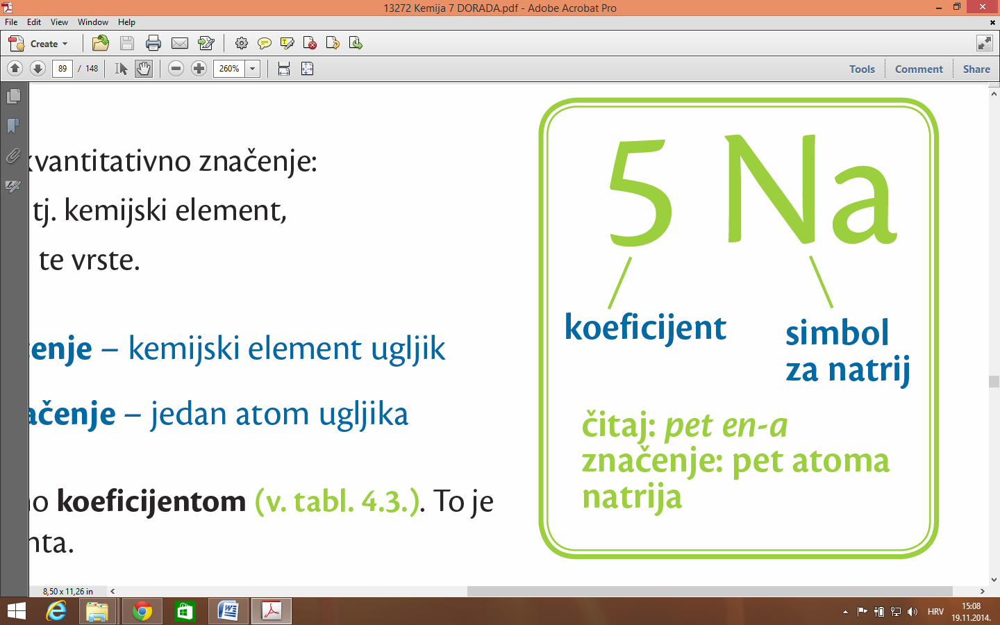 13272 Kemija 7 DORADA.pdf - Adobe Acrobat Pro
File Edit View Window Help
Create
89 / 148 260% Tools Comment Share
kvantitativno značenje:
tj. kemijski element,
te vrste.
enje – kemijski element ugljik
ačenje – jedan atom ugljika
koeficijentom (v. tabl. 4.3.). To je
nta.
5 Na
koeficijent
simbol
za natrij
čitaj: pet en-a
značenje: pet atoma
natrija
8,50 x 11,26 in
HRV
15:08
19.11.2014.